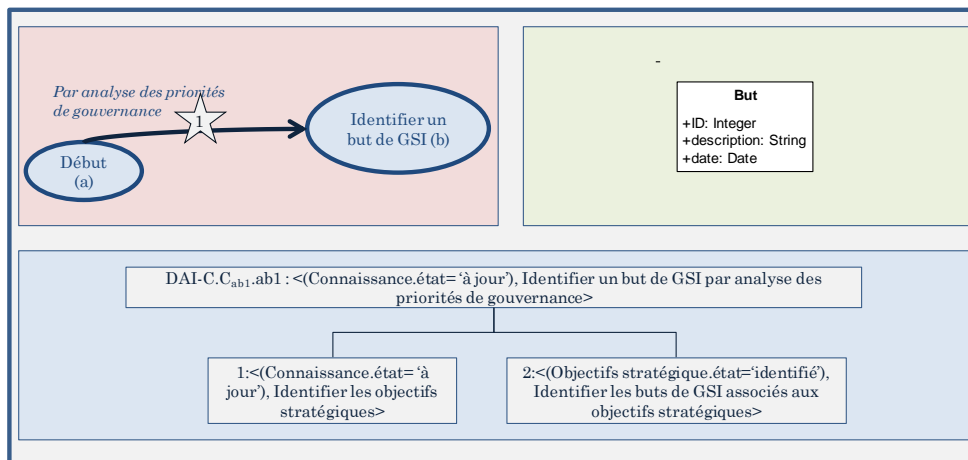 Par analyse des priorités
de gouvernance
1
Identifier un
but de GSI (b)
Début
(a)
-
But
+ID: Integer
+description: String
+date: Date
DAI-C.Cab1.ab1 : <(Connaissance.état= ‘à jour’), Identifier un but de GSI par analyse des
priorités de gouvernance>
1:<(Connaissance.état= ‘à
jour’), Identifier les objectifs
stratégiques>
2:<(Objectifs stratégique.état=‘identifié’),
Identifier les buts de GSI associés aux
objectifs stratégiques>